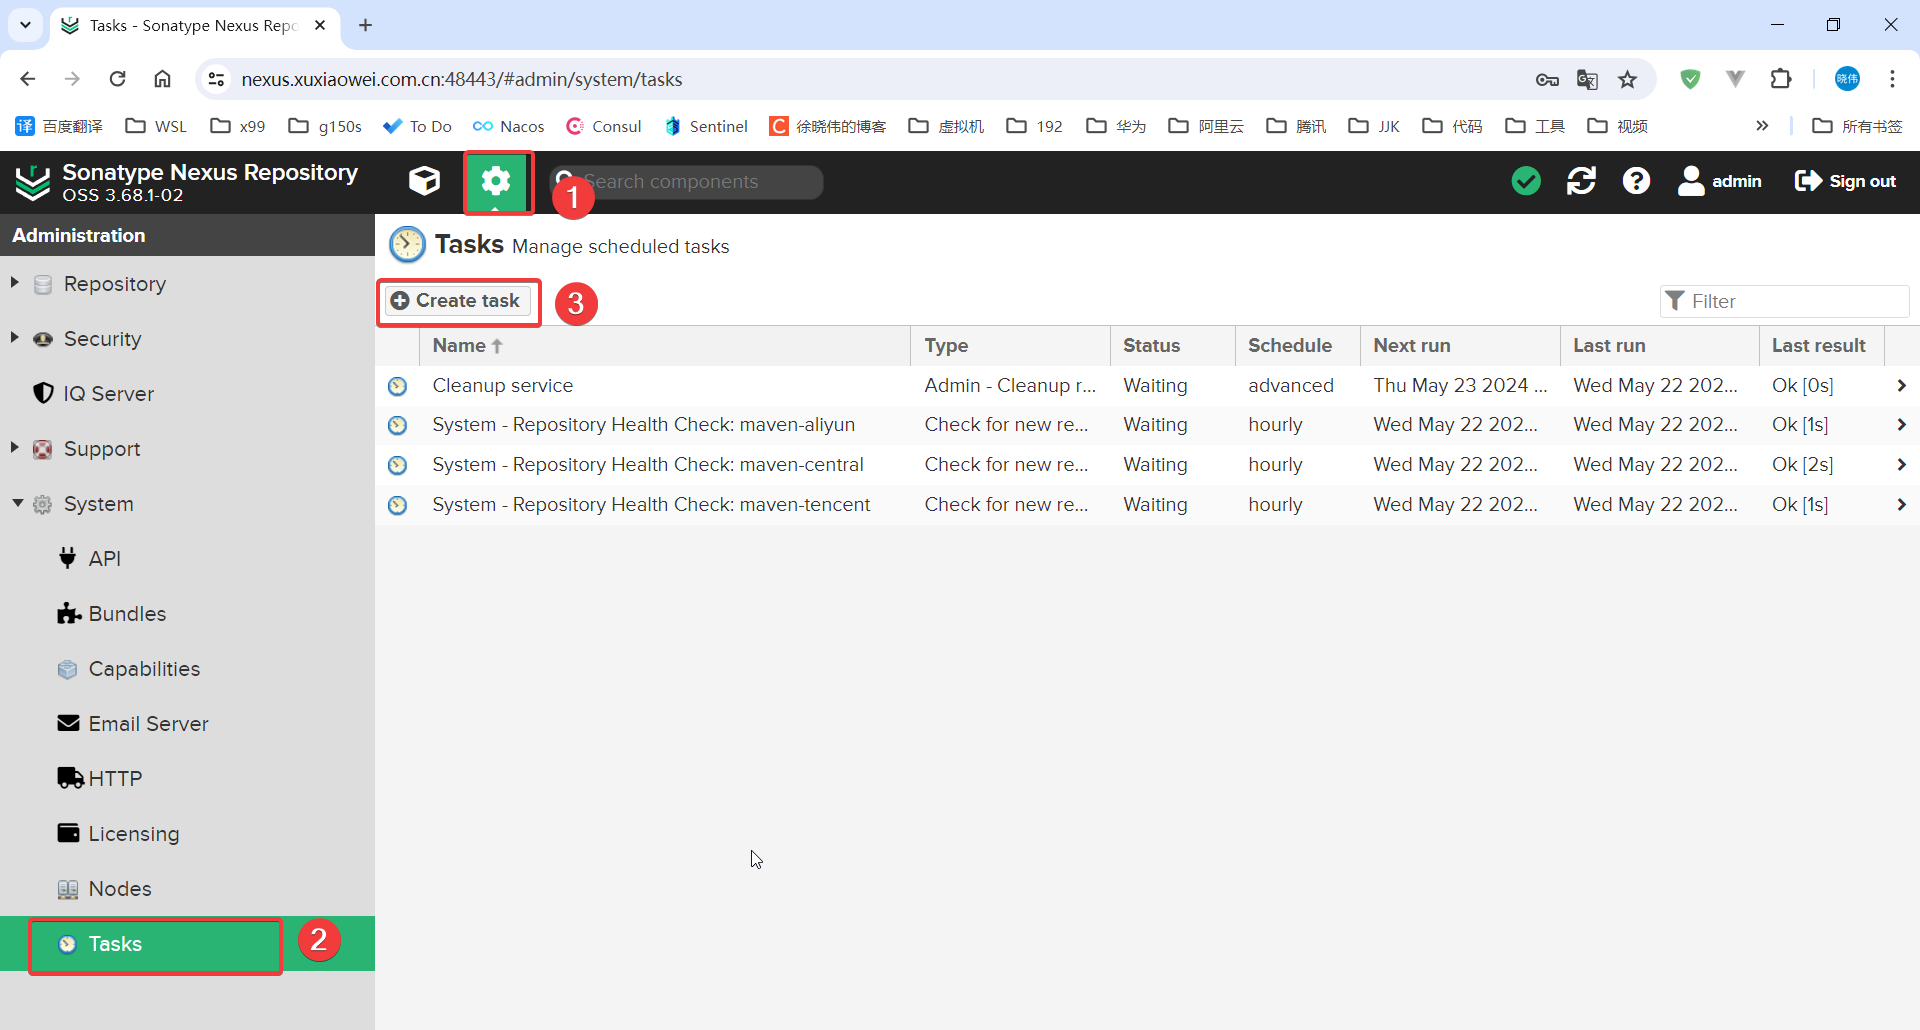 Tasks - Sonatype Nexus Repo
nexus.xuxiaowei.com.cn:48443/#admin/system/tasks
晓伟
译 百度翻译 WSL x99 g150s To Do Nacos Consul Sentinel C 徐晓伟的博客 虚拟机 192 华为 阿里云 腾讯 JJK 代码 工具 视频 所有书签
Sonatype Nexus Repository
OSS 3.68.1-02
Search components
1
admin
Sign out
Administration
Repository
Security
IQ Server
Support
System
API
Bundles
Capabilities
Email Server
HTTP
Licensing
Nodes
Tasks
2
Tasks Manage scheduled tasks
Create task
3
Filter
Name Type Status Schedule Next run Last run Last result
Cleanup service Admin - Cleanup r... Waiting advanced Thu May 23 2024 ... Wed May 22 202... Ok [0s]
System - Repository Health Check: maven-aliyun Check for new re... Waiting hourly Wed May 22 202... Wed May 22 202... Ok [1s]
System - Repository Health Check: maven-central Check for new re... Waiting hourly Wed May 22 202... Wed May 22 202... Ok [2s]
System - Repository Health Check: maven-tencent Check for new re... Waiting hourly Wed May 22 202... Wed May 22 202... Ok [1s]